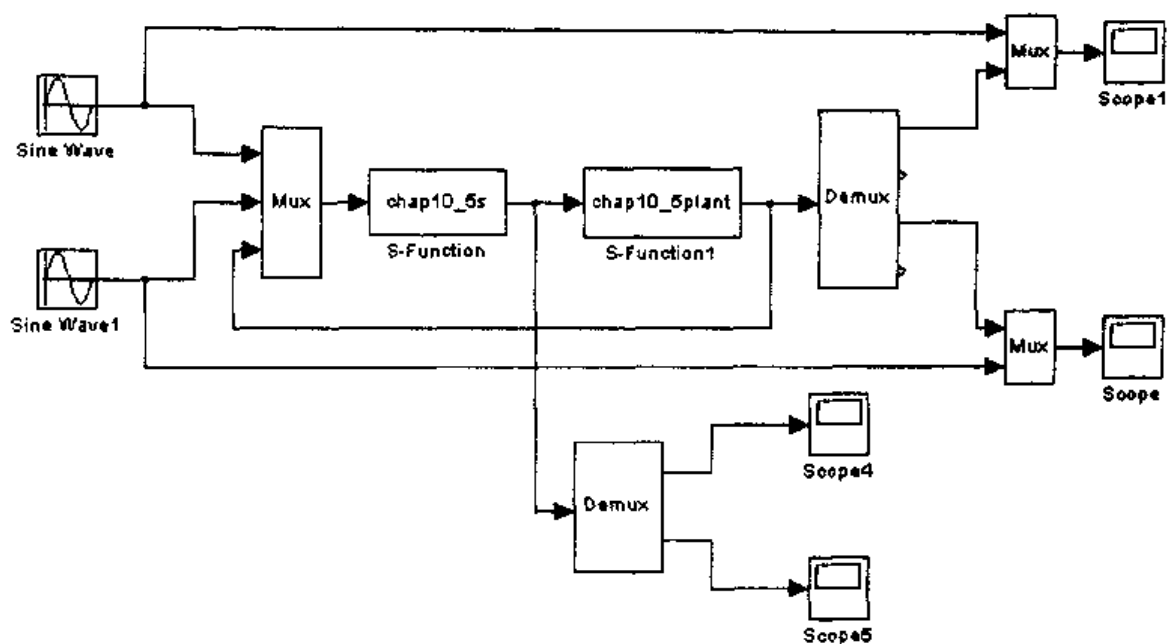 Mux
Scope1
Sine Wave
Mux
chap10_5s
chap10_5plant
Demux
S-Function
S-Function1
Sine Wave1
Mux
Scope
Demux
Scope4
Scope5